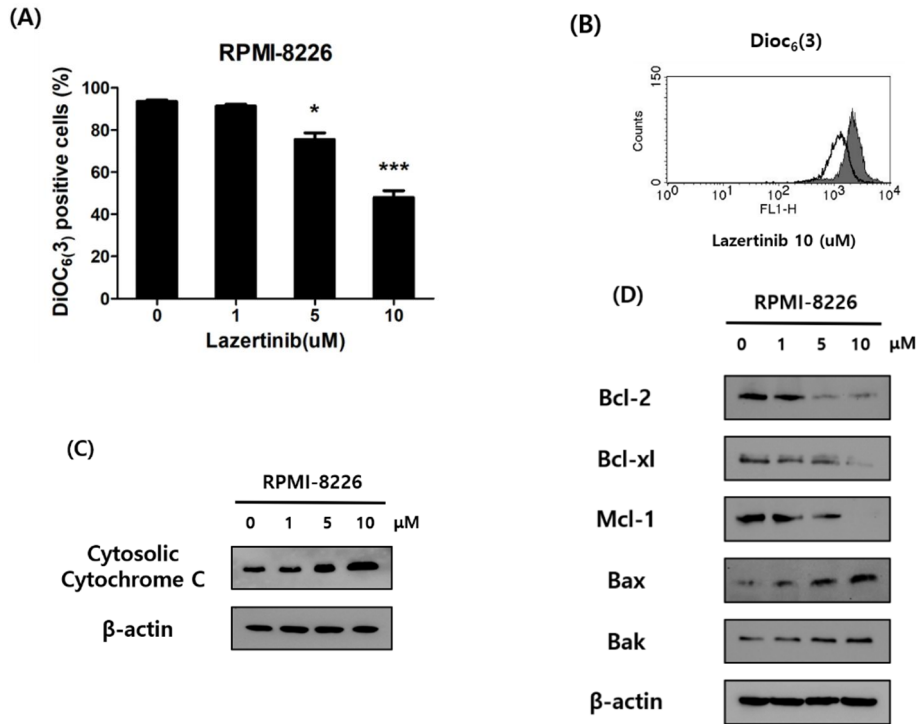 (A)
RPMI-8226
DiOC6(3) positive cells (%)
100
80
60
40
20
0
*
***
0 1 5 10
Lazertinib(uM)
(B)
Dioc6(3)
150
Counts
0
10^0 10^1 10^2 10^3 10^4
FL1-H
Lazertinib 10 (uM)
(C)
RPMI-8226
0 1 5 10 μM
Cytosolic
Cytochrome C
β-actin
(D)
RPMI-8226
0 1 5 10 μM
Bcl-2
Bcl-xl
Mcl-1
Bax
Bak
β-actin